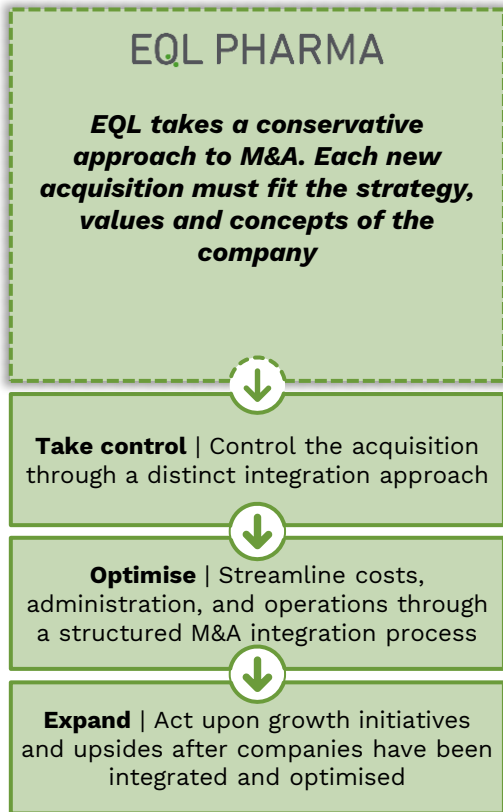 EQL PHARMA
EQL takes a conservative
approach to M&A. Each new
acquisition must fit the strategy,
values and concepts of the
company
Take control | Control the acquisition
through a distinct integration approach
Optimise | Streamline costs,
administration, and operations through
a structured M&A integration process
Expand | Act upon growth initiatives
and upsides after companies have been
integrated and optimised